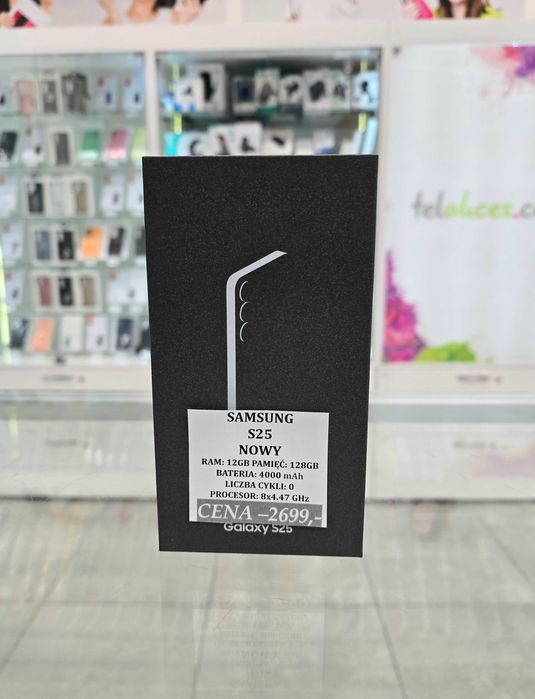 telakces.c
SAMSUNG
S25
NOWY
RAM: 12GB PAMIĘĆ: 128GB
BATERIA: 4000 mAh
LICZBA CYKLI: 0
PROCESOR: 8x4.47 GHz
CENA –2699,-
Galaxy S25